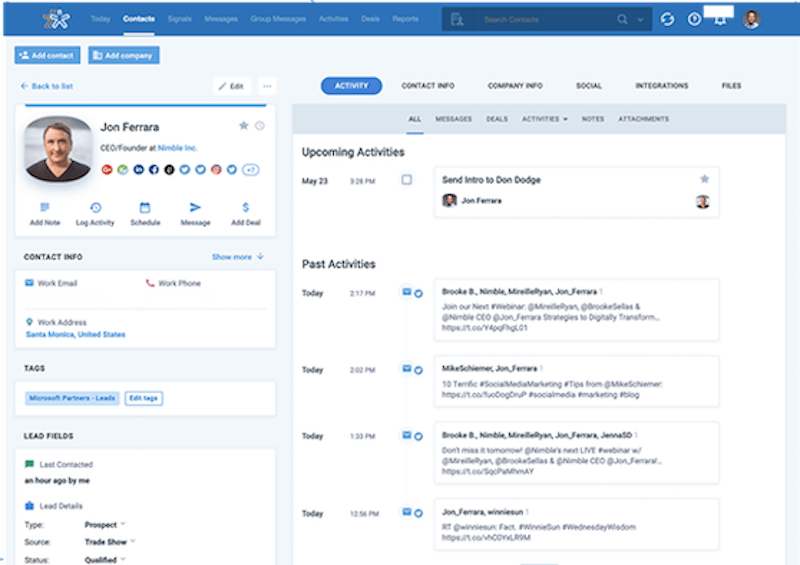 Today Contacts Signals Messages Group Messages Activities Deals Reports Search Contacts
Add contact Add company
Back to list Edit
Jon Ferrara
CEO/Founder at Nimble Inc.
+7
Add Note Log Activity Schedule Message Add Deal
CONTACT INFO Show more
Work Email Work Phone
Work Address
Santa Monica, United States
TAGS
Microsoft Partners - Leads Edit tags
LEAD FIELDS
Last Contacted
an hour ago by me
Lead Details
Type: Prospect
Source: Trade Show
Status: Qualified
ACTIVITY CONTACT INFO COMPANY INFO SOCIAL INTEGRATIONS FILES
ALL MESSAGES DEALS ACTIVITIES NOTES ATTACHMENTS
Upcoming Activities
May 23 3:28 PM Send Intro to Don Dodge
Jon Ferrara
Past Activities
Today 2:17 PM Brooke B., Nimble, MireilleRyan, Jon_Ferrara 1
Join our Next #Webinar: @MireilleRyan, @BrookeSellas &
@Nimble CEO @Jon_Ferrara Strategies to Digitally Transform...
https://t.co/Y4pqFhgL01
Today 2:02 PM MikeSchiemer, Jon_Ferrara 1
10 Terrific #SocialMediaMarketing #Tips from @MikeSchiemer:
https://t.co/fuoDogDruP #socialmedia #marketing #blog
Today 1:33 PM Brooke B., Nimble, MireilleRyan, Jon_Ferrara, JennaSD 1
Don't miss it tomorrow! @Nimble's next LIVE #webinar w/
@MireilleRyan, @BrookeSellas & @Nimble CEO @Jon_Ferrara!...
https://t.co/SqcPaMhmAY
Today 12:56 PM Jon_Ferrara, winniesun 1
RT @winniesun: Fact. #WinnieSun #WednesdayWisdom
https://t.co/vhC0YxLR9M